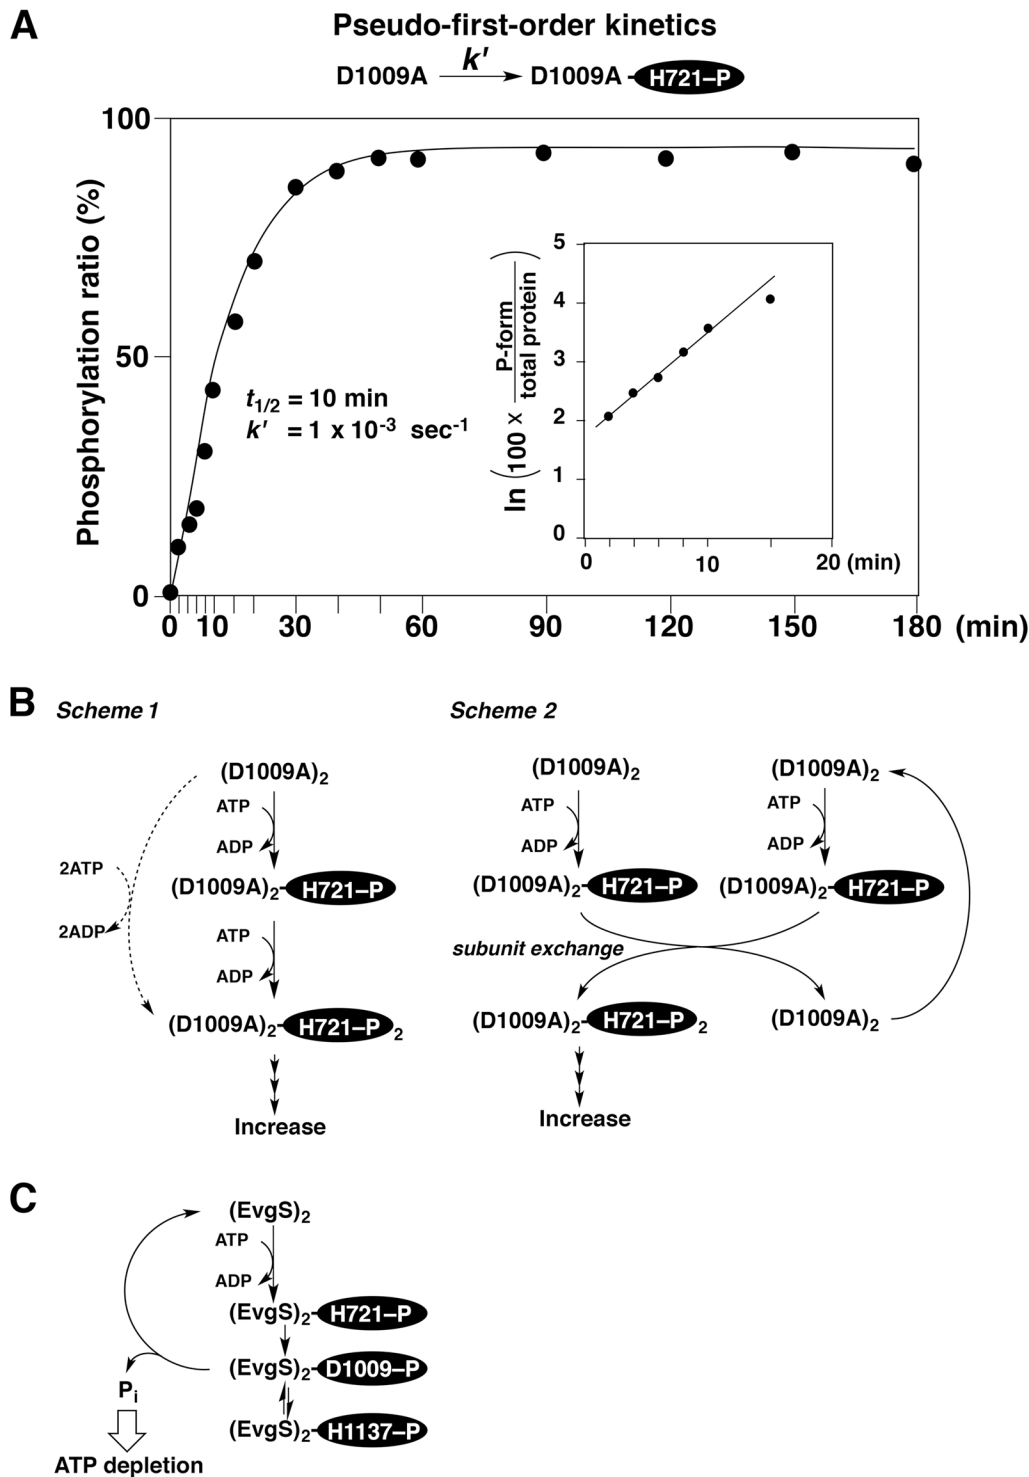 A
Pseudo-first-order kinetics
D1009A k' D1009A H721–P
Phosphorylation ratio (%)
100
50
0
t1/2 = 10 min
k' = 1 x 10-3 sec-1
0 10 30 60 90 120 150 180 (min)
ln ( 100 x P-form / total protein )
5
4
3
2
1
0
0 10 20 (min)
B
Scheme 1
(D1009A)2
ATP
ADP
2ATP
2ADP
(D1009A)2 H721–P
ATP
ADP
(D1009A)2 H721–P 2
Increase
Scheme 2
(D1009A)2 (D1009A)2
ATP ATP
ADP ADP
(D1009A)2 H721–P (D1009A)2 H721–P
subunit exchange
(D1009A)2 H721–P 2 (D1009A)2
Increase
C
(EvgS)2
ATP
ADP
(EvgS)2 H721–P
(EvgS)2 D1009–P
Pi
(EvgS)2 H1137–P
ATP depletion